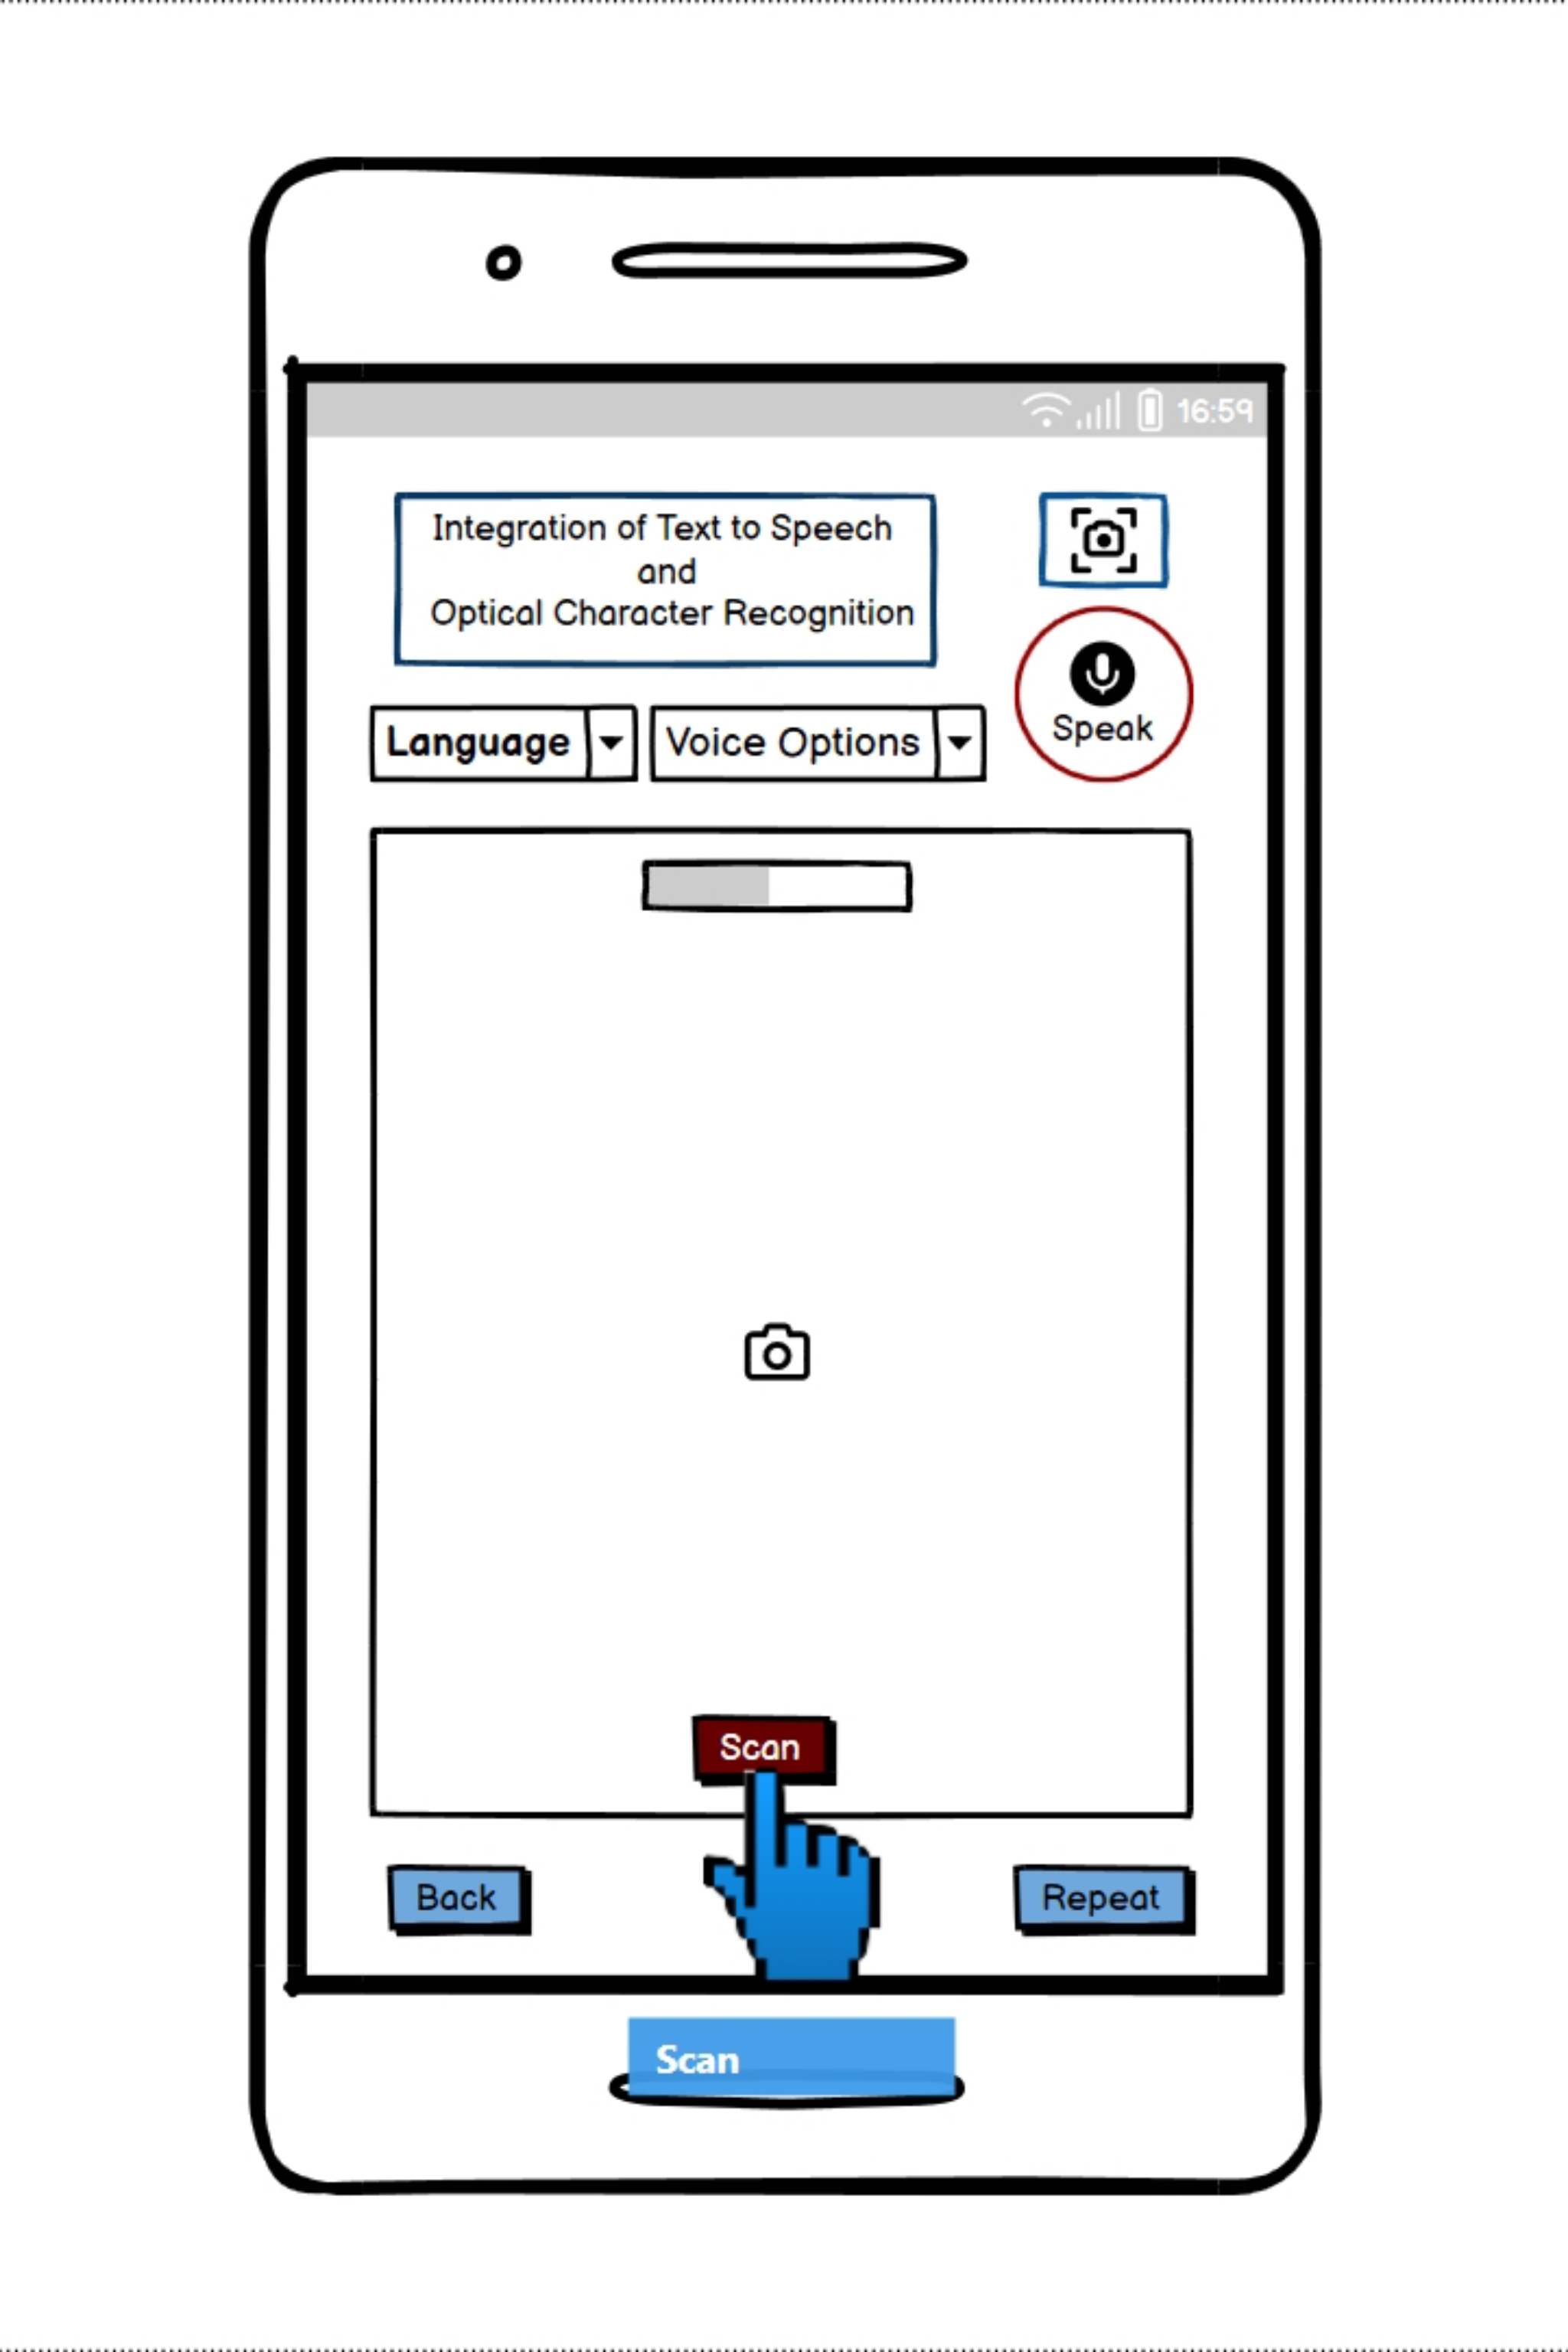 16:59
Integration of Text to Speech
and
Optical Character Recognition
Speak
Language
Voice Options
Scan
Back
Repeat
Scan